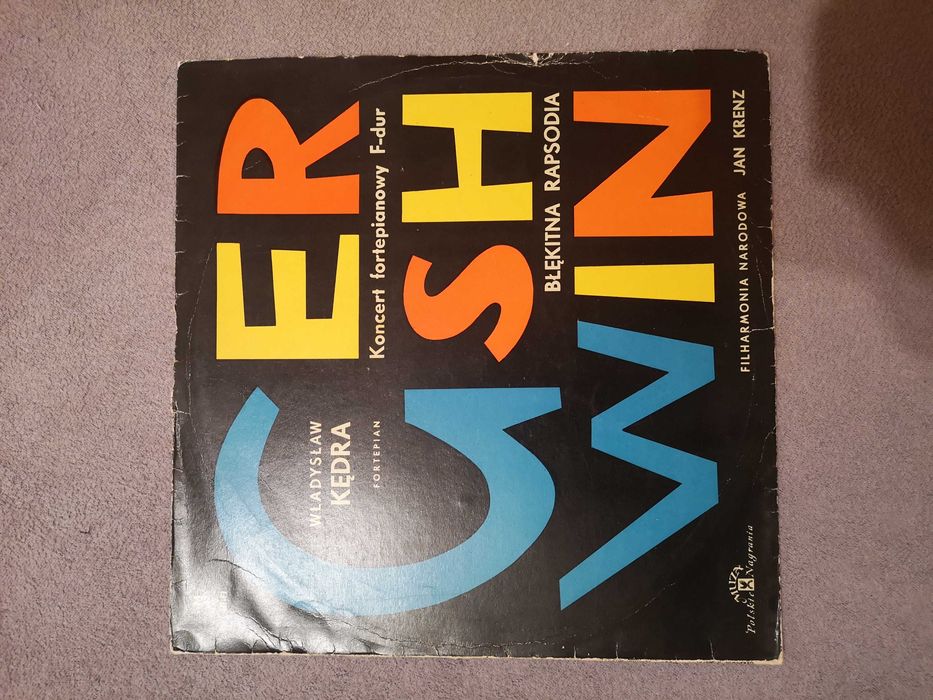 GERSHWIN
WŁADYSŁAW
KĘDRA
FORTEPIAN
Koncert fortepianowy F-dur
BŁĘKITNA RAPSODIA
FILHARMONIA NARODOWA JAN KRENZ
MUZA
Polskie Nagrania